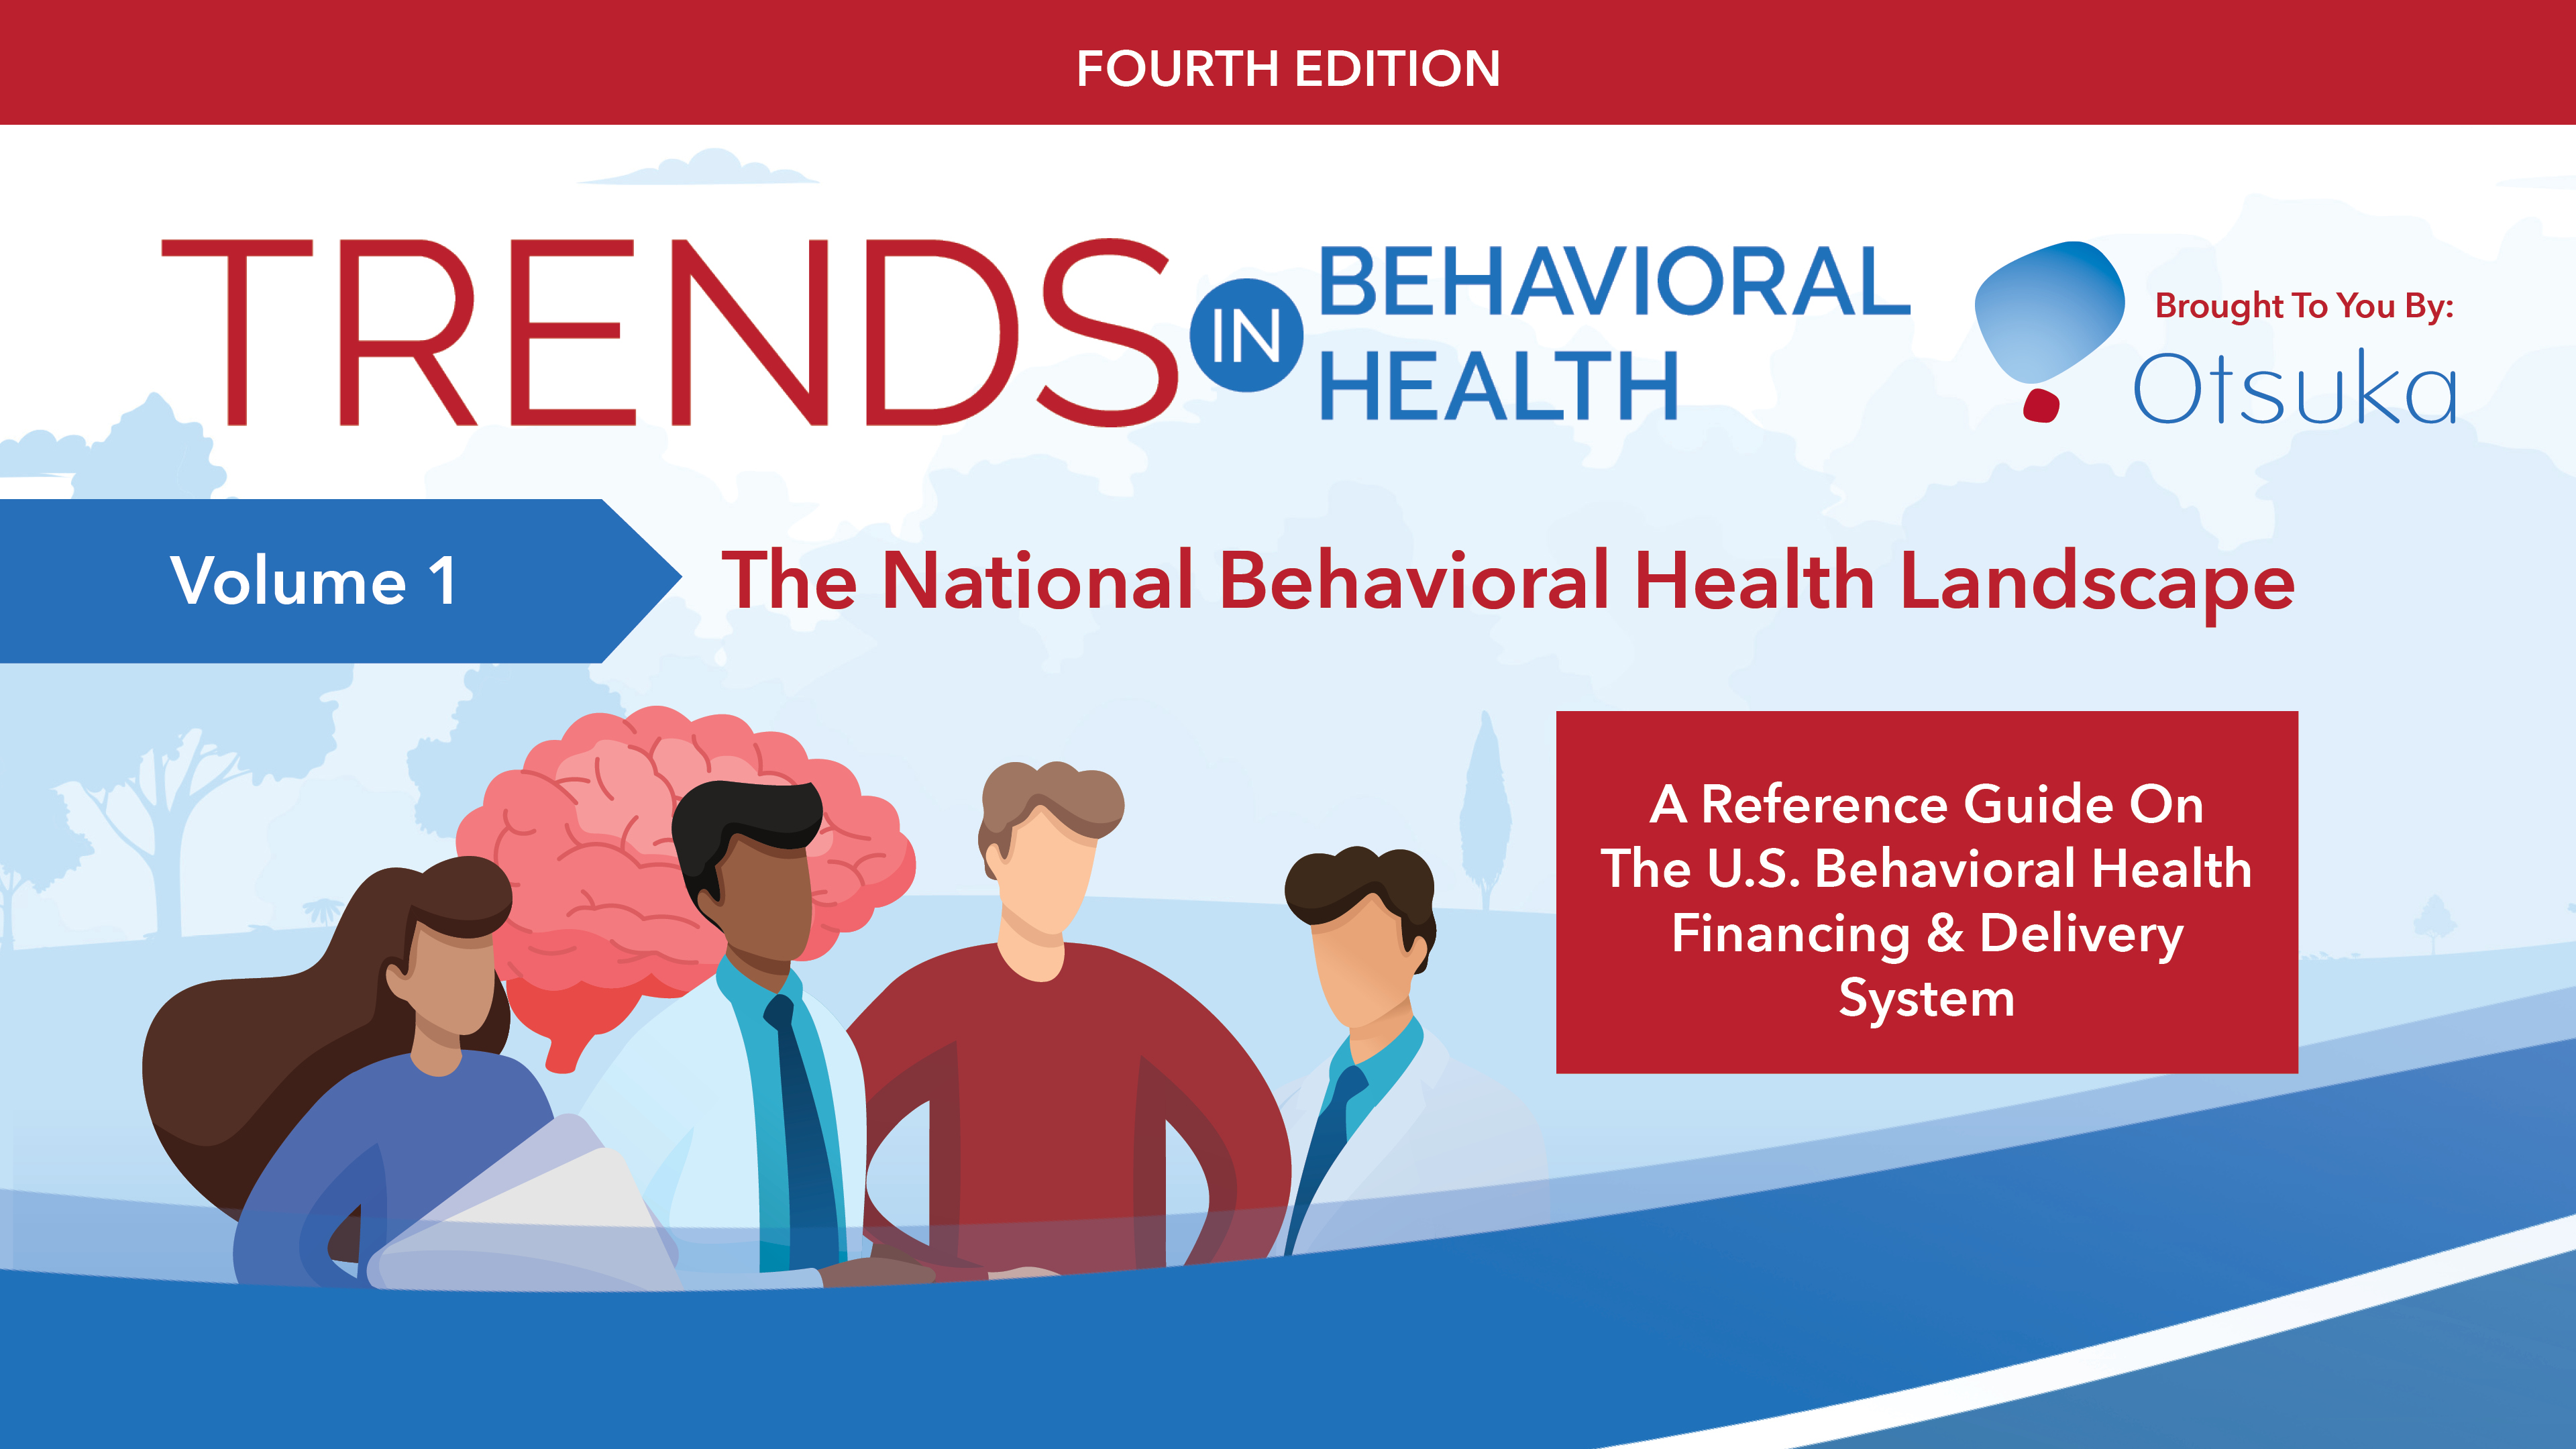 FOURTH EDITION
TRENDS IN BEHAVIORAL
HEALTH
Brought To You By:
Otsuka
Volume 1
The National Behavioral Health Landscape
A Reference Guide On
The U.S. Behavioral Health
Financing & Delivery
System